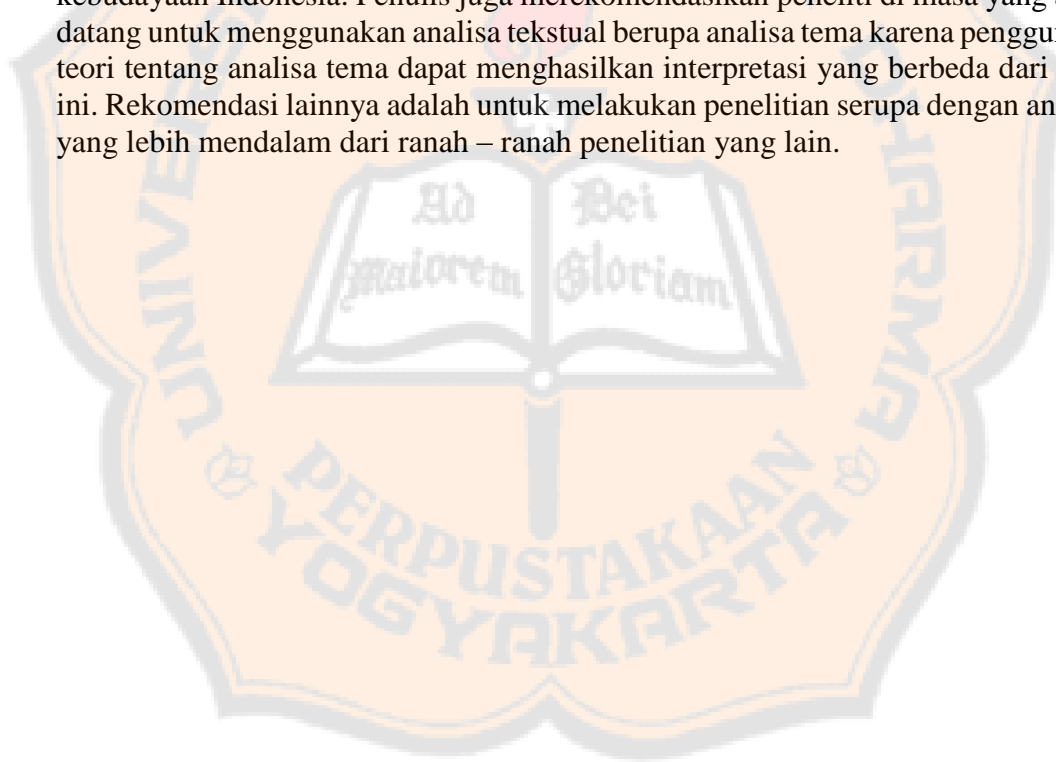 kebudayaan Indonesia. Penulis juga merekomendasikan peneliti di masa yang
datang untuk menggunakan analisa tekstual berupa analisa tema karena
teori tentang analisa tema dapat menghasilkan interpretasi yang berbeda dari
ini. Rekomendasi lainnya adalah untuk melakukan penelitian serupa dengan
yang lebih mendalam dari ranah – ranah penelitian yang lain.
Ad Dei
Maiorem Gloriam
DHARMA
PERPUSTAKAAN
YOGYAKARTA